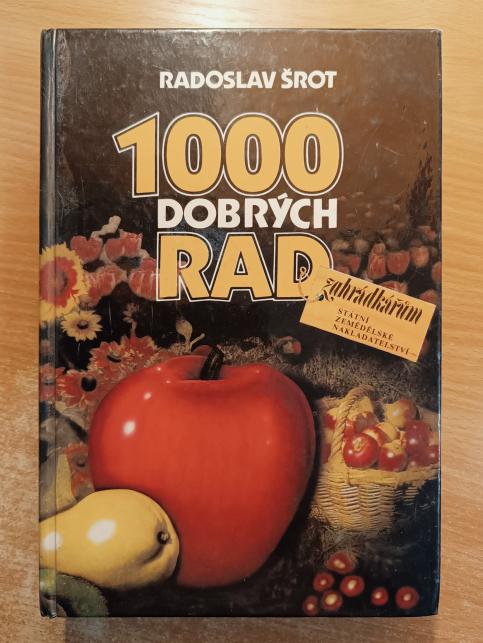 RADOSLAV ŠROT
1000
DOBRÝCH
RAD
Zahrádkářům
STÁTNÍ
ZEMĚDĚLSKÉ
NAKLADATELSTVÍ